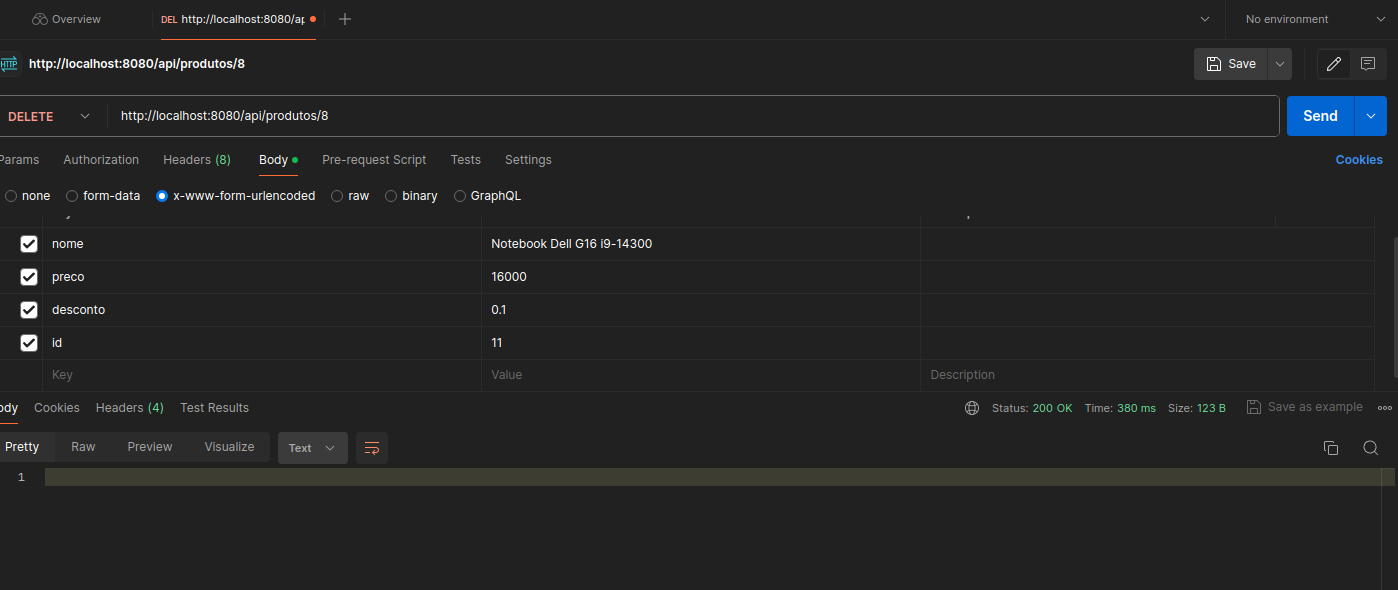 Overview DEL http://localhost:8080/ap No environment
HTTP http://localhost:8080/api/produtos/8 Save
DELETE http://localhost:8080/api/produtos/8 Send
Params Authorization Headers (8) Body Pre-request Script Tests Settings Cookies
none form-data x-www-form-urlencoded raw binary GraphQL
nome Notebook Dell G16 i9-14300
preco 16000
desconto 0.1
id 11
Key Value Description
ody Cookies Headers (4) Test Results Status: 200 OK Time: 380 ms Size: 123 B Save as example
Pretty Raw Preview Visualize Text
1